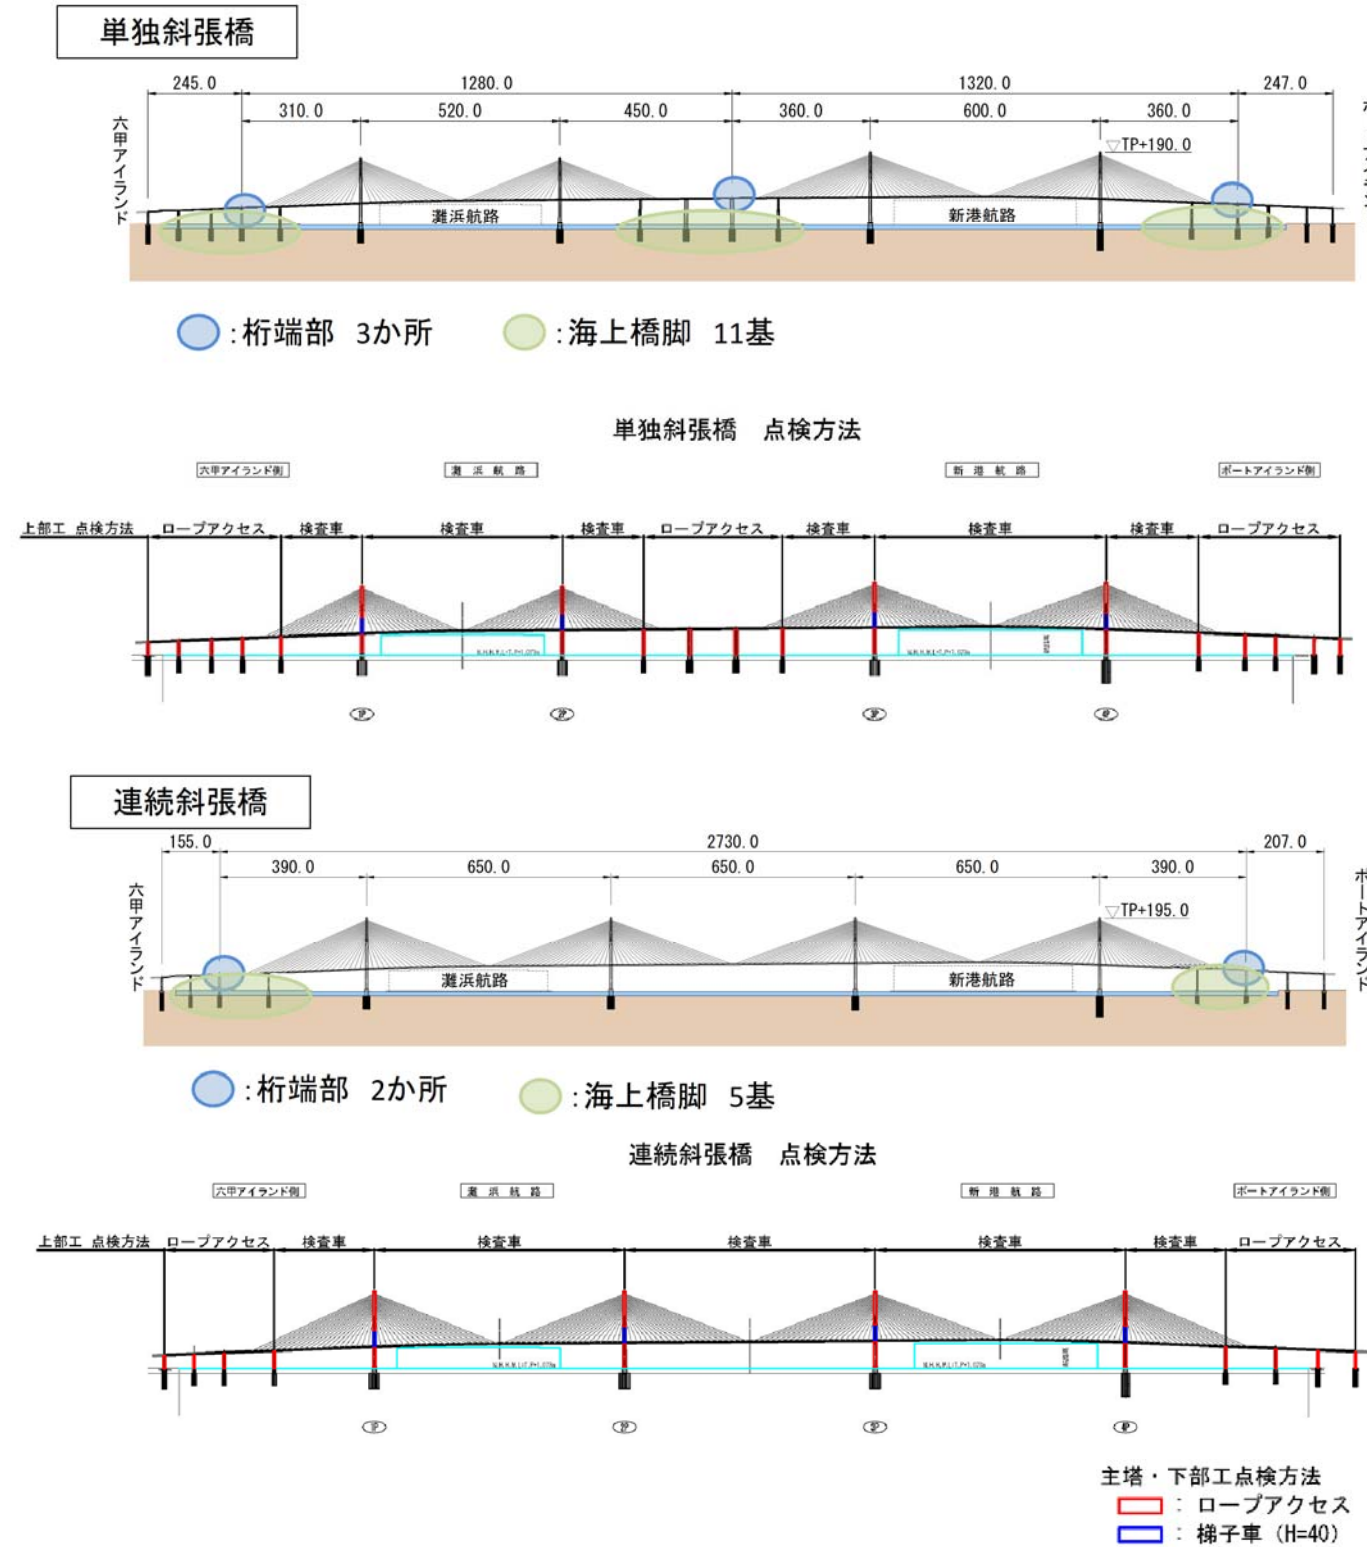 単独斜張橋
245.0 1280.0 1320.0 247.0
310.0 520.0 450.0 360.0 600.0 360.0
六甲アイランド
▽TP+190.0
灘浜航路 新港航路
:桁端部 3か所 :海上橋脚 11基
単独斜張橋 点検方法
六甲アイランド側 灘浜航路 新港航路 ポートアイランド側
上部工 点検方法 ロープアクセス 検査車 検査車 検査車 ロープアクセス 検査車 検査車 検査車 ロープアクセス
1P 2P 3P 4P
連続斜張橋
155.0 2730.0 207.0
390.0 650.0 650.0 650.0 390.0
六甲アイランド ポートアイランド
▽TP+195.0
灘浜航路 新港航路
:桁端部 2か所 :海上橋脚 5基
連続斜張橋 点検方法
六甲アイランド側 灘浜航路 新港航路 ポートアイランド側
上部工 点検方法 ロープアクセス 検査車 検査車 検査車 検査車 検査車 ロープアクセス
1P 2P 4P
主塔・下部工点検方法
: ロープアクセス
: 梯子車 (H=40)